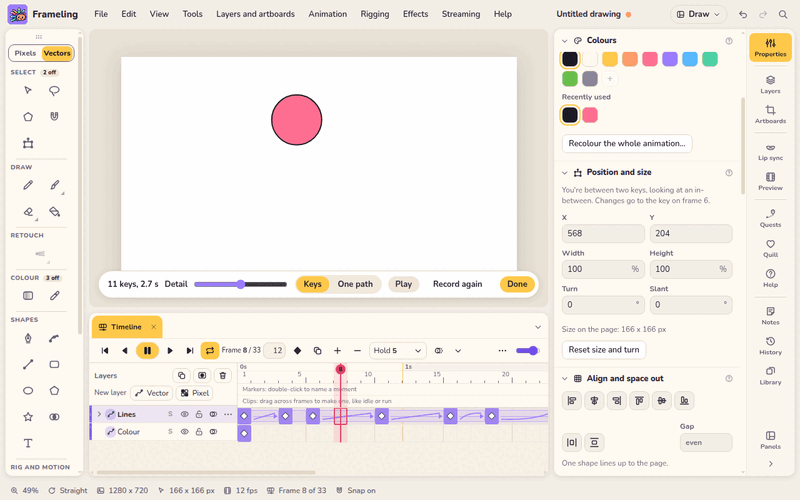 Frameling
File
Edit
View
Tools
Layers and artboards
Animation
Rigging
Effects
Streaming
Help
Untitled drawing
Draw
Pixels
Vectors
SELECT
2 off
DRAW
RETOUCH
COLOUR
3 off
SHAPES
RIG AND MOTION
11 keys, 2.7 s
Detail
Keys
One path
Play
Record again
Done
Timeline
Frame 8 / 33
12
Hold 5
Layers
New layer
Vector
Pixel
0s
1s
1
5
8
10
15
20
Markers: double-click to name a moment
Clips: drag across frames to make one, like idle or run
Lines
S
Colour
S
Colours
Recently used
Recolour the whole animation...
Position and size
You're between two keys, looking at an in-
between. Changes go to the key on frame 6.
X
Y
568
204
Width
Height
100 %
100 %
Turn
Slant
0 °
0 °
Size on the page: 166 x 166 px
Reset size and turn
Align and space out
Gap
even
One shape lines up to the page.
Properties
Layers
Artboards
Lip sync
Preview
Quests
Quill
Help
Notes
History
Library
Panels
49%
Straight
1280 x 720
166 x 166 px
12 fps
Frame 8 of 33
Snap on